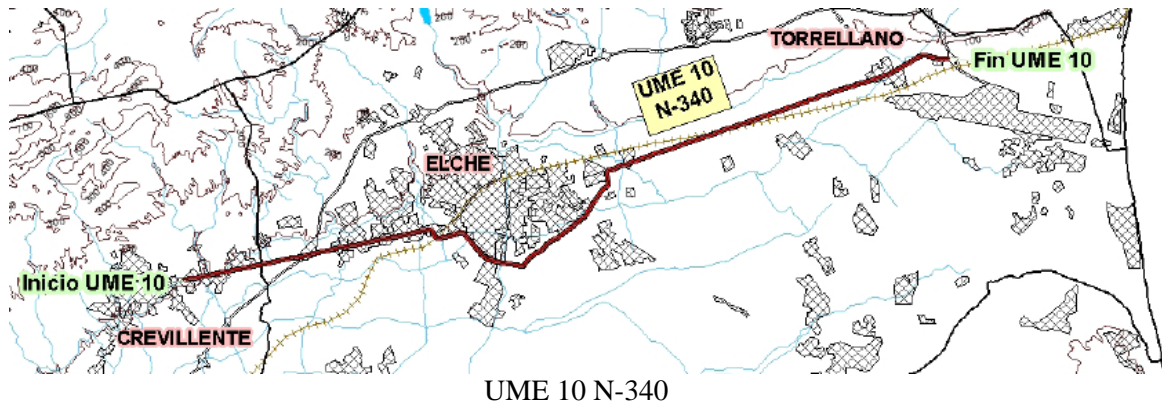 TORRELLANO
Fin UME 10
UME 10
N-340
ELCHE
Inicio UME 10
CREVILLENTE
UME 10 N-340